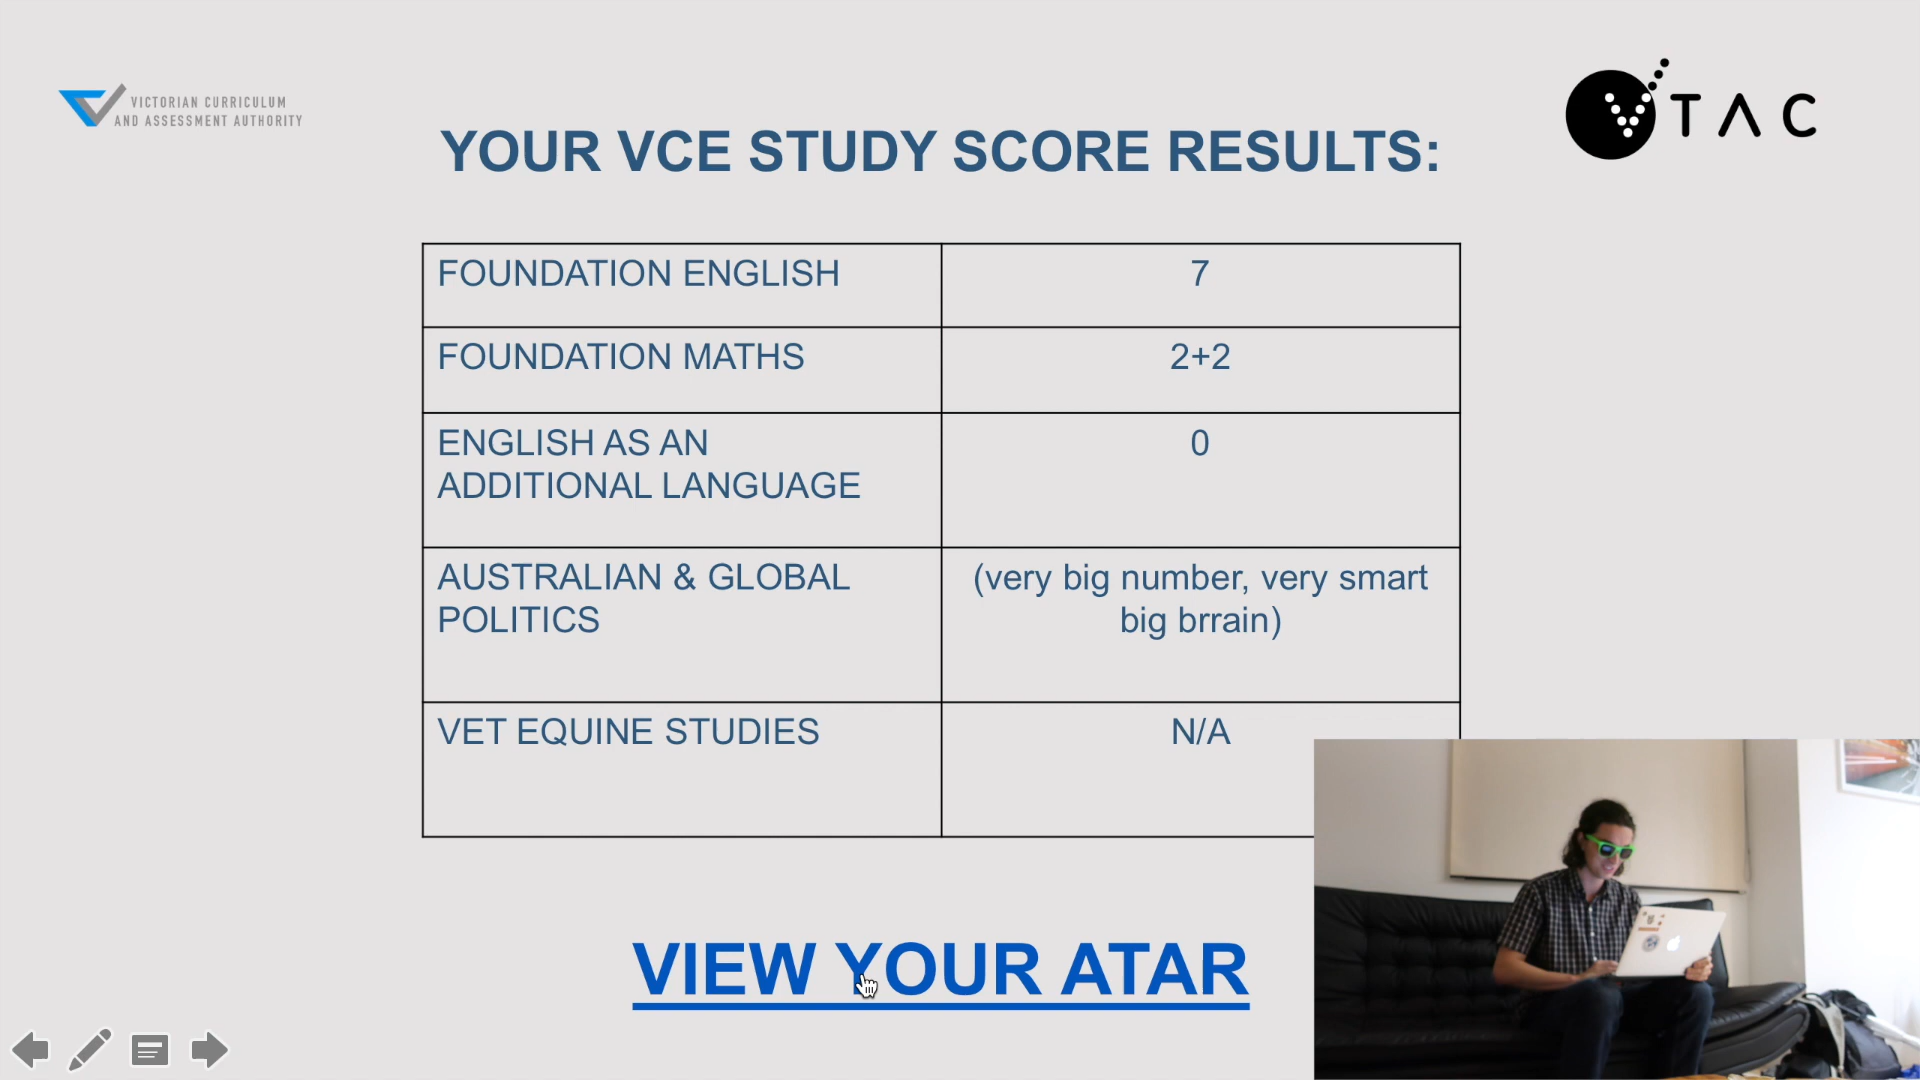 VICTORIAN CURRICULUM
AND ASSESSMENT AUTHORITY
VTAC
YOUR VCE STUDY SCORE RESULTS:
FOUNDATION ENGLISH
7
FOUNDATION MATHS
2+2
ENGLISH AS AN
ADDITIONAL LANGUAGE
0
AUSTRALIAN & GLOBAL
POLITICS
(very big number, very smart
big brrain)
VET EQUINE STUDIES
N/A
VIEW YOUR ATAR